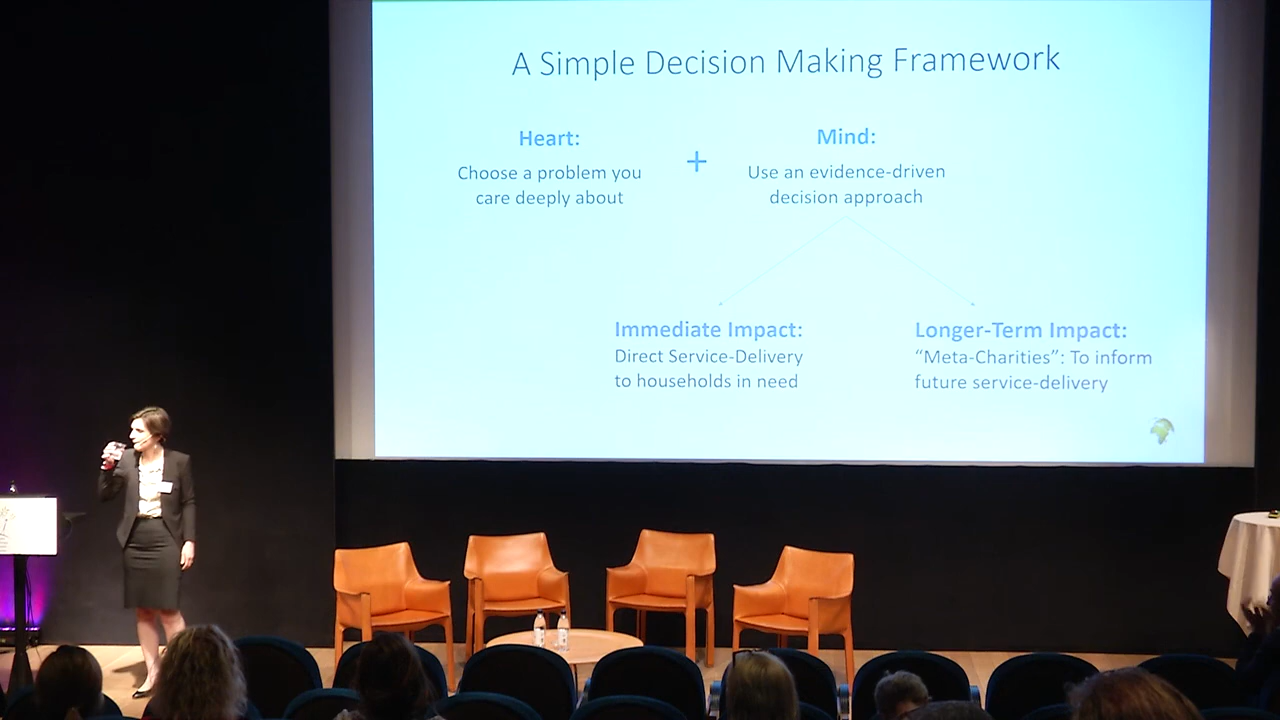 A Simple Decision Making Framework
Heart:
Choose a problem you
care deeply about
+
Mind:
Use an evidence-driven
decision approach
Immediate Impact:
Direct Service-Delivery
to households in need
Longer-Term Impact:
“Meta-Charities”: To inform
future service-delivery